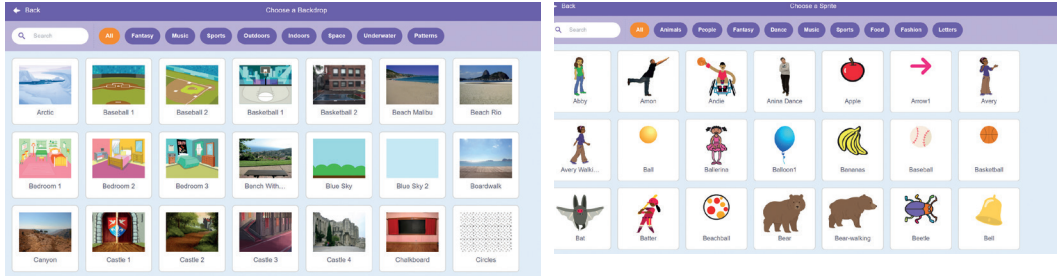 Back Choose a Backdrop
Search All Fantasy Music Sports Outdoors Indoors Space Underwater Patterns
Arctic Baseball 1 Baseball 2 Basketball 1 Basketball 2 Beach Malibu Beach Rio
Bedroom 1 Bedroom 2 Bedroom 3 Bench With... Blue Sky Blue Sky 2 Boardwalk
Canyon Castle 1 Castle 2 Castle 3 Castle 4 Chalkboard Circles
Back Choose a Sprite
Search All Animals People Fantasy Dance Music Sports Food Fashion Letters
Abby Amon Andie Anina Dance Apple Arrow1 Avery
Avery Walki... Ball Ballerina Balloon1 Bananas Baseball Basketball
Bat Batter Beachball Bear Bear-walking Beetle Bell